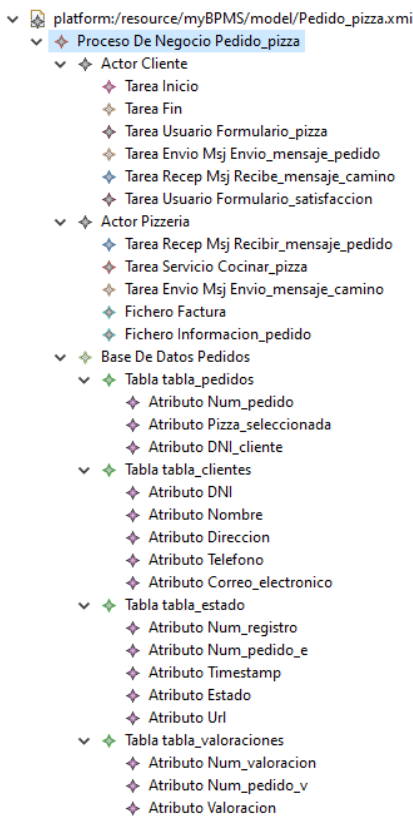 platform:/resource/myBPMS/model/Pedido_pizza.xmi
Proceso De Negocio Pedido_pizza
Actor Cliente
Tarea Inicio
Tarea Fin
Tarea Usuario Formulario_pizza
Tarea Envio Msj Envio_mensaje_pedido
Tarea Recep Msj Recibe_mensaje_camino
Tarea Usuario Formulario_satisfaccion
Actor Pizzeria
Tarea Recep Msj Recibir_mensaje_pedido
Tarea Servicio Cocinar_pizza
Tarea Envio Msj Envio_mensaje_camino
Fichero Factura
Fichero Informacion_pedido
Base De Datos Pedidos
Tabla tabla_pedidos
Atributo Num_pedido
Atributo Pizza_seleccionada
Atributo DNI_cliente
Tabla tabla_clientes
Atributo DNI
Atributo Nombre
Atributo Direccion
Atributo Telefono
Atributo Correo_electronico
Tabla tabla_estado
Atributo Num_registro
Atributo Num_pedido_e
Atributo Timestamp
Atributo Estado
Atributo Url
Tabla tabla_valoraciones
Atributo Num_valoracion
Atributo Num_pedido_v
Atributo Valoracion